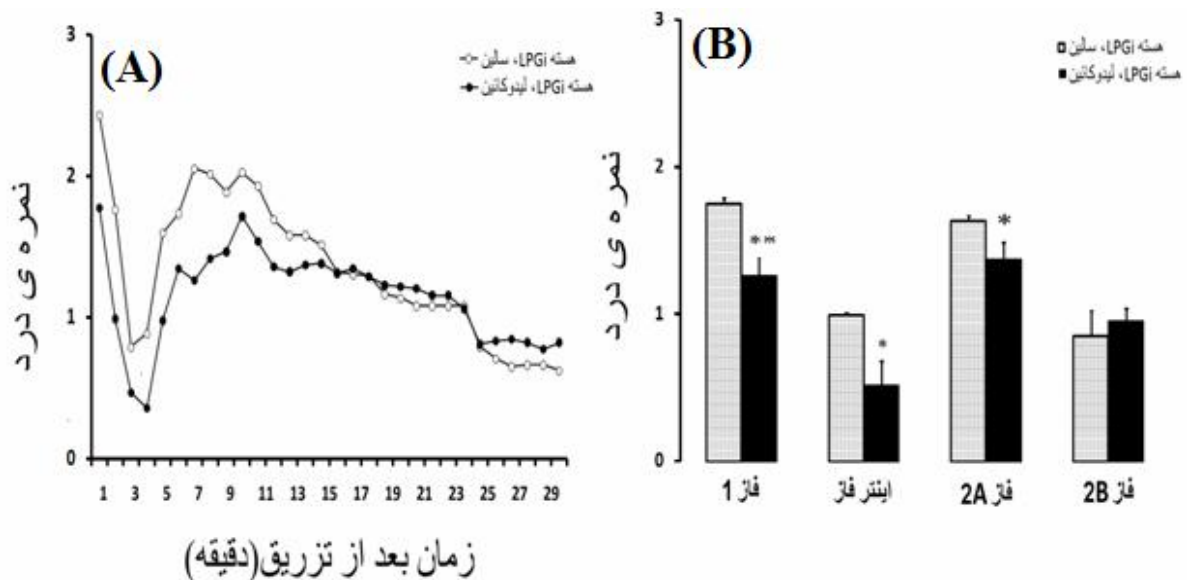 (A)
3
2
1
0
نمره ی درد
هسته LPGi، سالین
هسته LPGi، لیدوکائین
1 3 5 7 9 11 13 15 17 19 21 23 25 27 29
زمان بعد از تزریق(دقیقه)
(B)
3
2
1
0
نمره ی درد
هسته LPGi، سالین
هسته LPGi، لیدوکائین
**
*
*
فاز 1
اینتر فاز
فاز 2A
فاز 2B